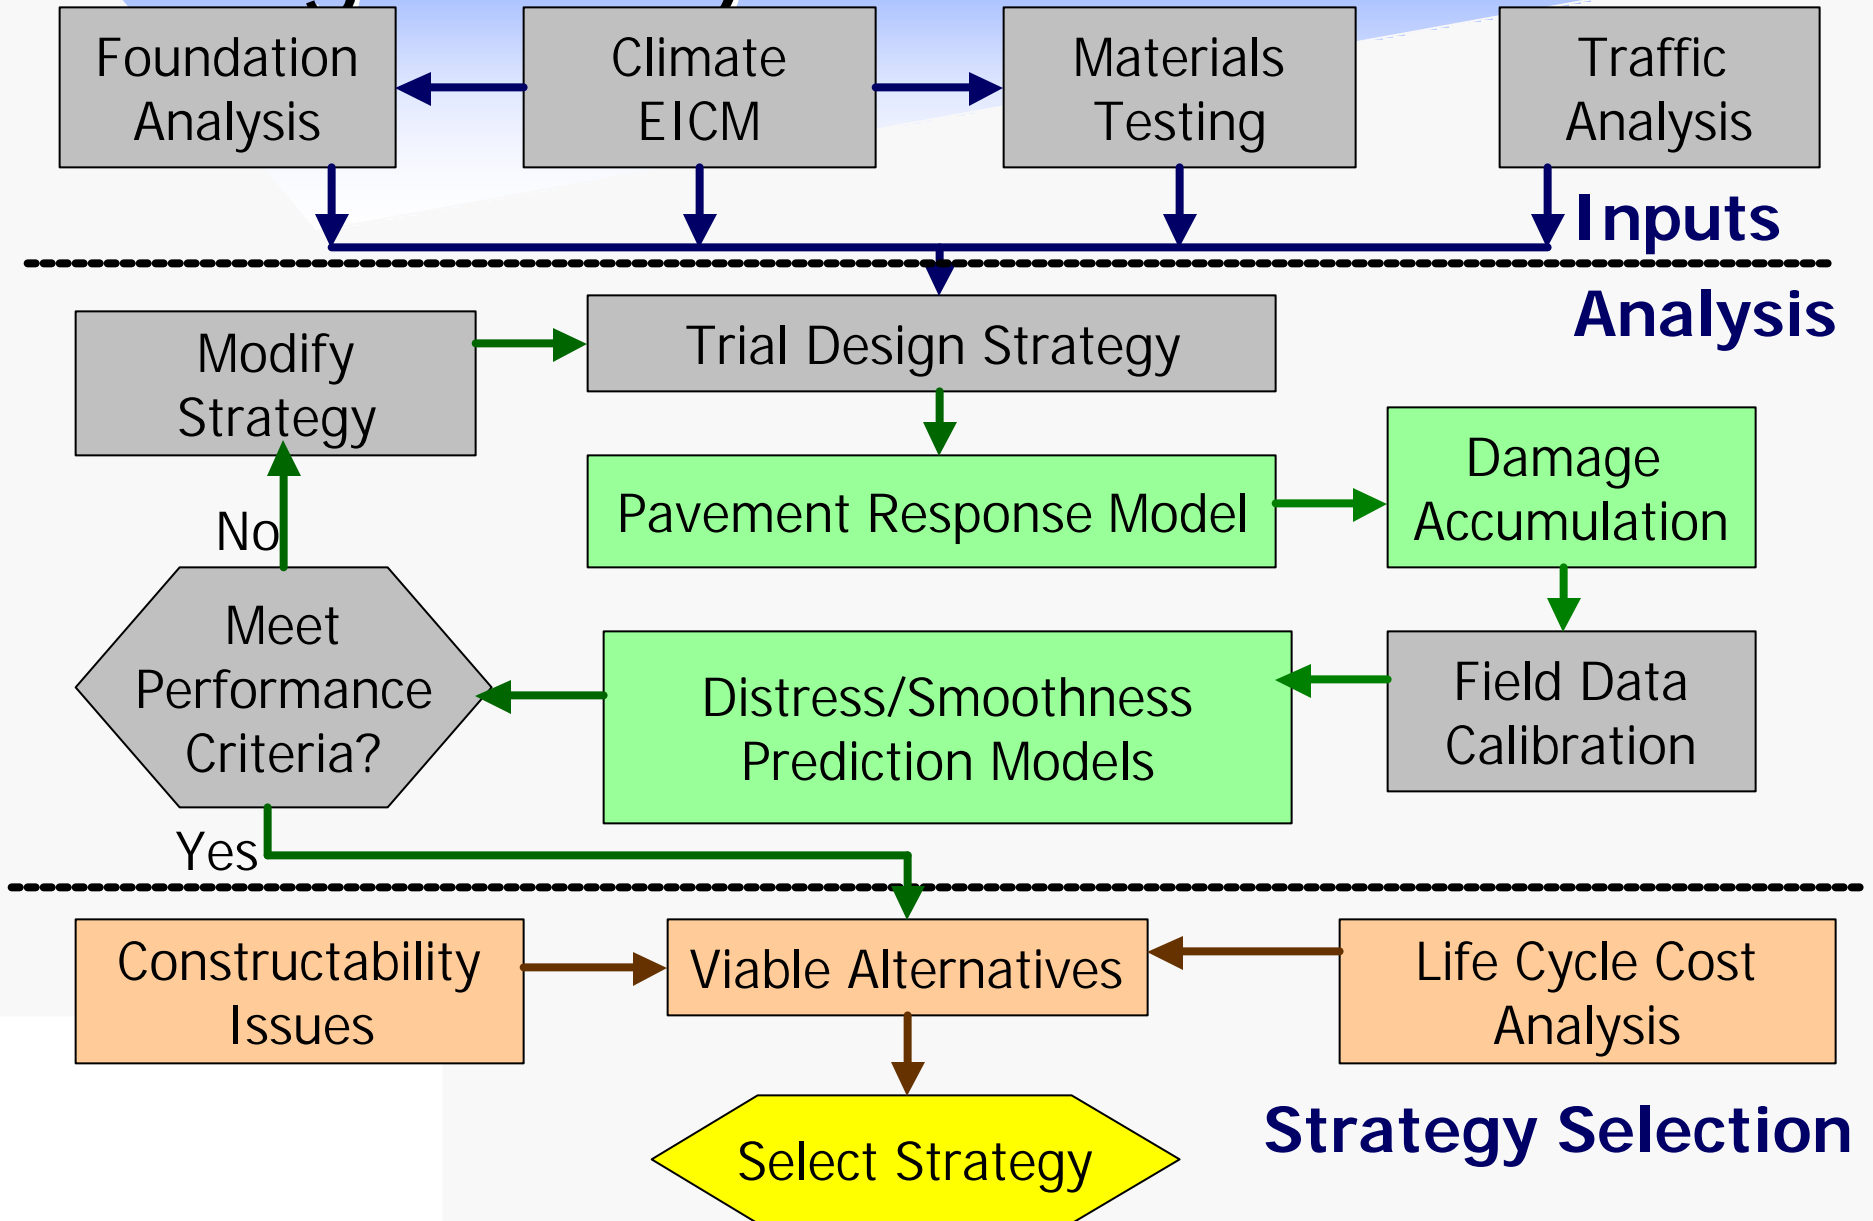 Foundation
Analysis
Climate
EICM
Materials
Testing
Traffic
Analysis
Inputs
Analysis
Modify
Strategy
Trial Design Strategy
Damage
Accumulation
Pavement Response Model
No
Meet
Performance
Criteria?
Distress/Smoothness
Prediction Models
Field Data
Calibration
Yes
Constructability
Issues
Viable Alternatives
Life Cycle Cost
Analysis
Strategy Selection
Select Strategy